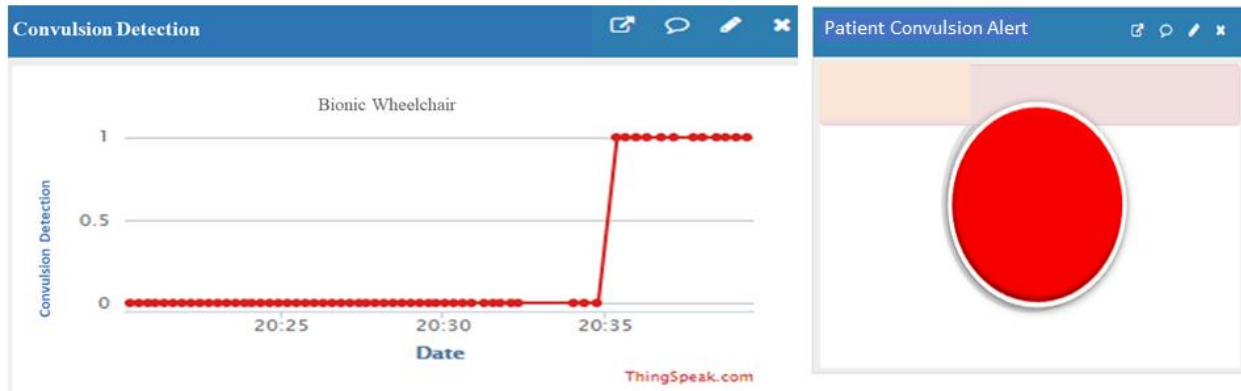 Convulsion Detection
Bionic Wheelchair
1
0.5
0
Convulsion Detection
20:25 20:30 20:35
Date
ThingSpeak.com
Patient Convulsion Alert